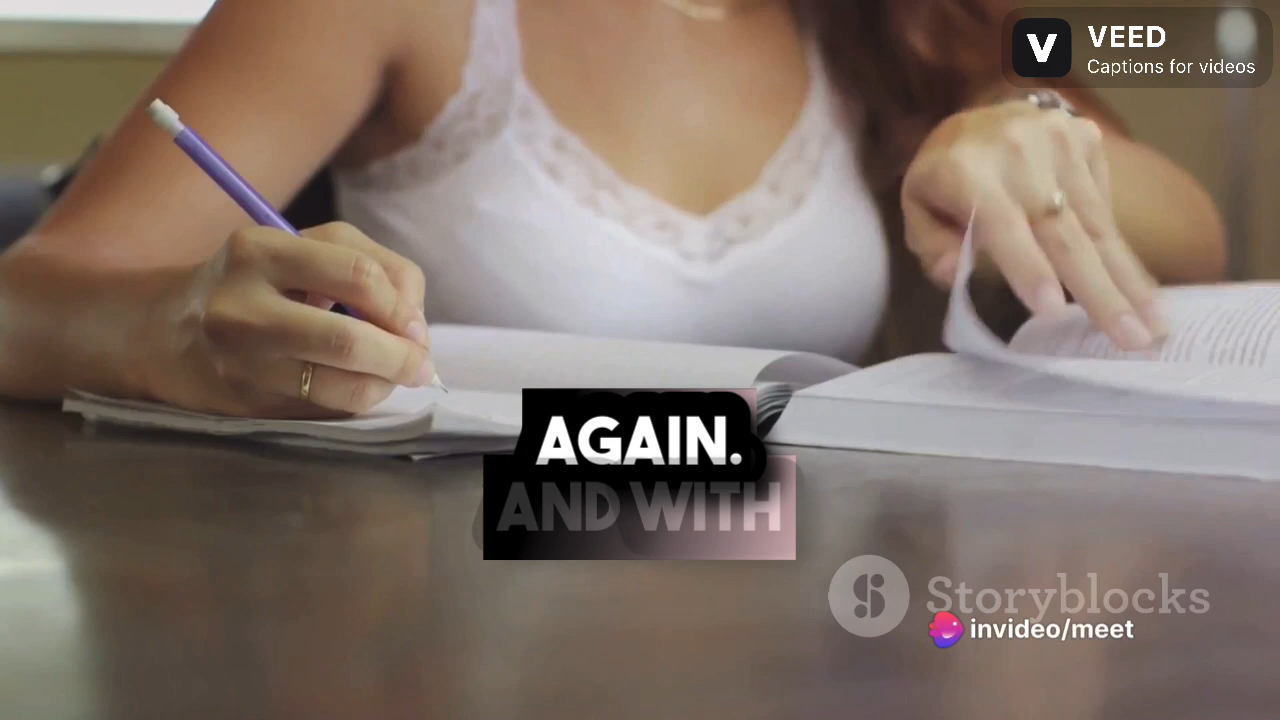 VEED
Captions for videos
AGAIN.
AND WITH
Storyblocks
invideo/meet